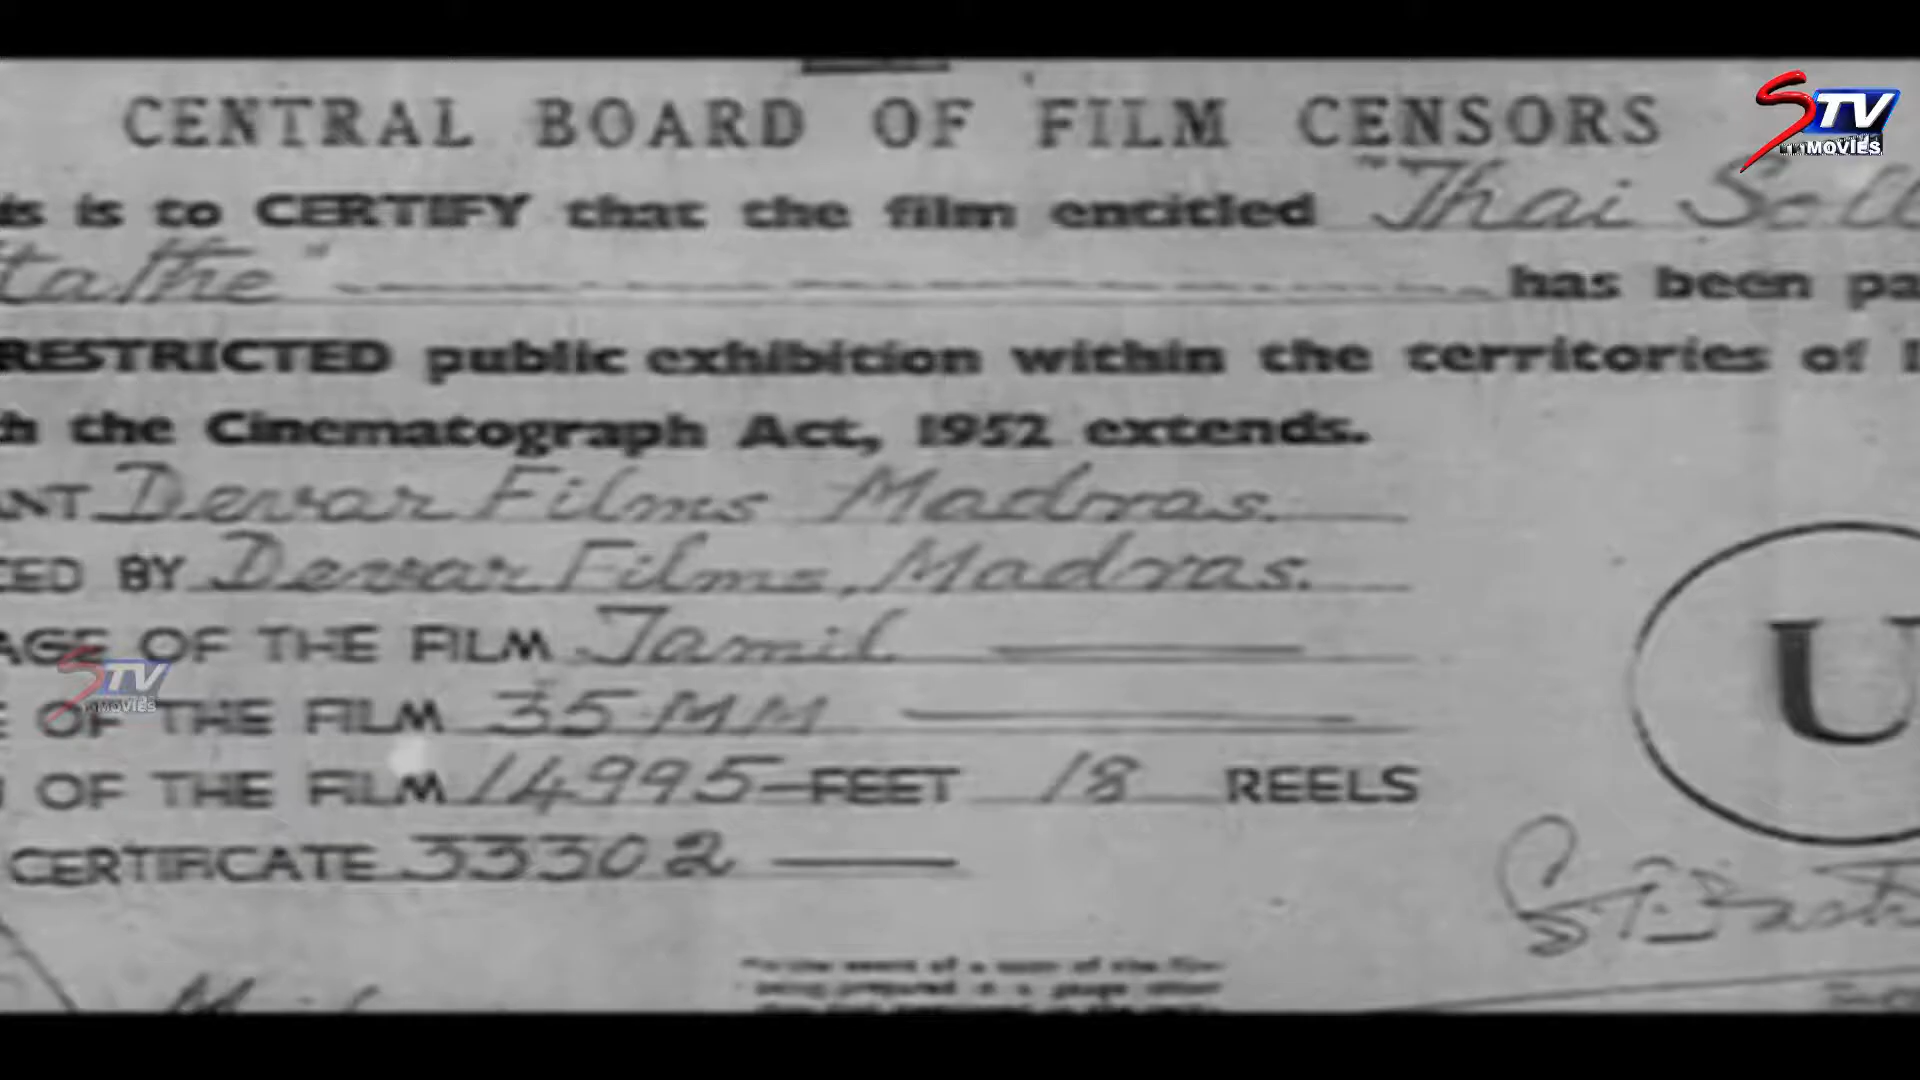 CENTRAL BOARD OF FILM CENSORS
STV
MOVIES
is is to CERTIFY that the film entitled "Thai Soll
tathe" has been pa
RESTRICTED public exhibition within the territories of I
h the Cinematograph Act, 1952 extends.
ANT Devar Films Madras.
CED BY Devar Films, Madras.
AGE OF THE FILM Tamil
STV
MOVIES
E OF THE FILM 35 MM
OF THE FILM 14995-FEET 18 REELS
U
CERTIFICATE 33302